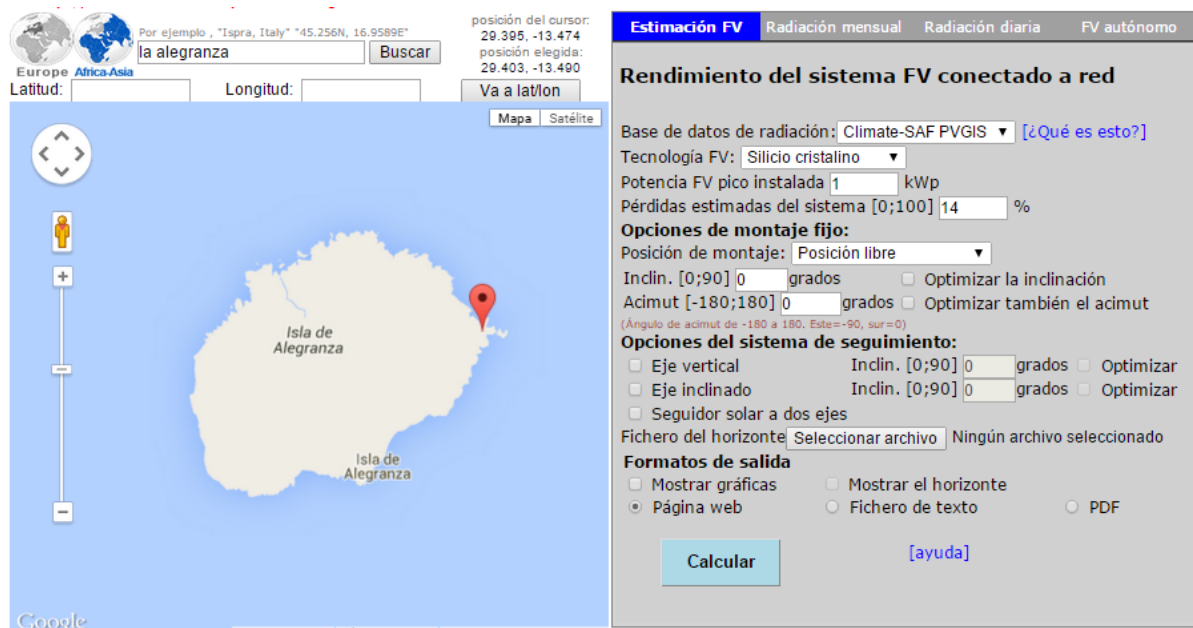 Por ejemplo , "Ispra, Italy" "45.256N, 16.9589E"
la alegranza
Buscar
Europe
Africa-Asia
Latitud:
Longitud:
posición del cursor:
29.395, -13.474
posición elegida:
29.403, -13.490
Va a lat/lon
Mapa
Satélite
Isla de
Alegranza
Isla de
Alegranza
Google
Estimación FV
Radiación mensual
Radiación diaria
FV autónomo
Rendimiento del sistema FV conectado a red
Base de datos de radiación: Climate-SAF PVGIS [¿Qué es esto?]
Tecnología FV: Silicio cristalino
Potencia FV pico instalada 1 kWp
Pérdidas estimadas del sistema [0;100] 14 %
Opciones de montaje fijo:
Posición de montaje: Posición libre
Inclin. [0;90] 0 grados Optimizar la inclinación
Acimut [-180;180] 0 grados Optimizar también el acimut
(Ángulo de acimut de -180 a 180. Este=-90, sur=0)
Opciones del sistema de seguimiento:
Eje vertical Inclin. [0;90] 0 grados Optimizar
Eje inclinado Inclin. [0;90] 0 grados Optimizar
Seguidor solar a dos ejes
Fichero del horizonte Seleccionar archivo Ningún archivo seleccionado
Formatos de salida
Mostrar gráficas Mostrar el horizonte
Página web Fichero de texto PDF
Calcular
[ayuda]